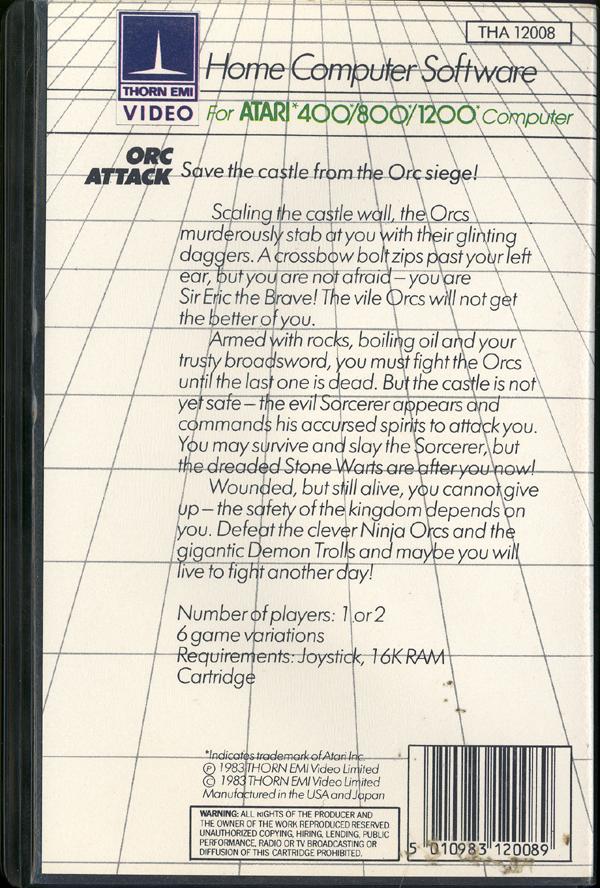 THA 12008
THORN EMI
VIDEO
Home Computer Software
For ATARI*400*/800*/1200* Computer
ORC
ATTACK
Save the castle from the Orc siege!
Scaling the castle wall, the Orcs
murderously stab at you with their glinting
daggers. A crossbow bolt zips past your left
ear, but you are not afraid – you are
Sir Eric the Brave! The vile Orcs will not get
the better of you.
Armed with rocks, boiling oil and your
trusty broadsword, you must fight the Orcs
until the last one is dead. But the castle is not
yet safe – the evil Sorcerer appears and
commands his accursed spirits to attack you.
You may survive and slay the Sorcerer, but
the dreaded Stone Warts are after you now!
Wounded, but still alive, you cannot give
up – the safety of the kingdom depends on
you. Defeat the clever Ninja Orcs and the
gigantic Demon Trolls and maybe you will
live to fight another day!
Number of players: 1 or 2
6 game variations
Requirements: Joystick, 16K RAM
Cartridge
*Indicates trademark of Atari Inc.
Ⓟ 1983 THORN EMI Video Limited
© 1983 THORN EMI Video Limited
Manufactured in the USA and Japan
WARNING: ALL RIGHTS OF THE PRODUCER AND
THE OWNER OF THE WORK REPRODUCED RESERVED
UNAUTHORIZED COPYING, HIRING, LENDING, PUBLIC
PERFORMANCE, RADIO OR TV BROADCASTING OR
DIFFUSION OF THIS CARTRIDGE PROHIBITED.
5 010983 120089